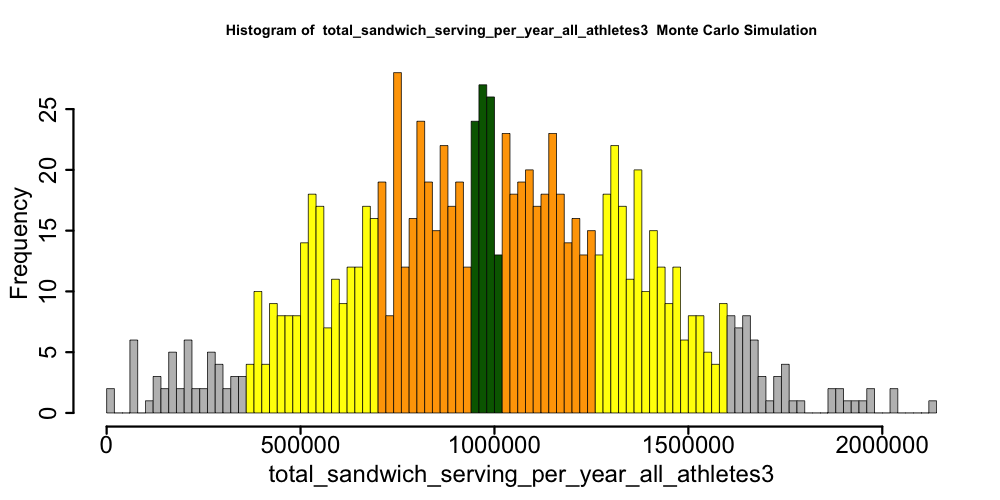 Histogram of  total_sandwich_serving_per_year_all_athletes3  Monte Carlo Simulation
Frequency
25
20
15
10
5
0
0 500000 1000000 1500000 2000000
total_sandwich_serving_per_year_all_athletes3